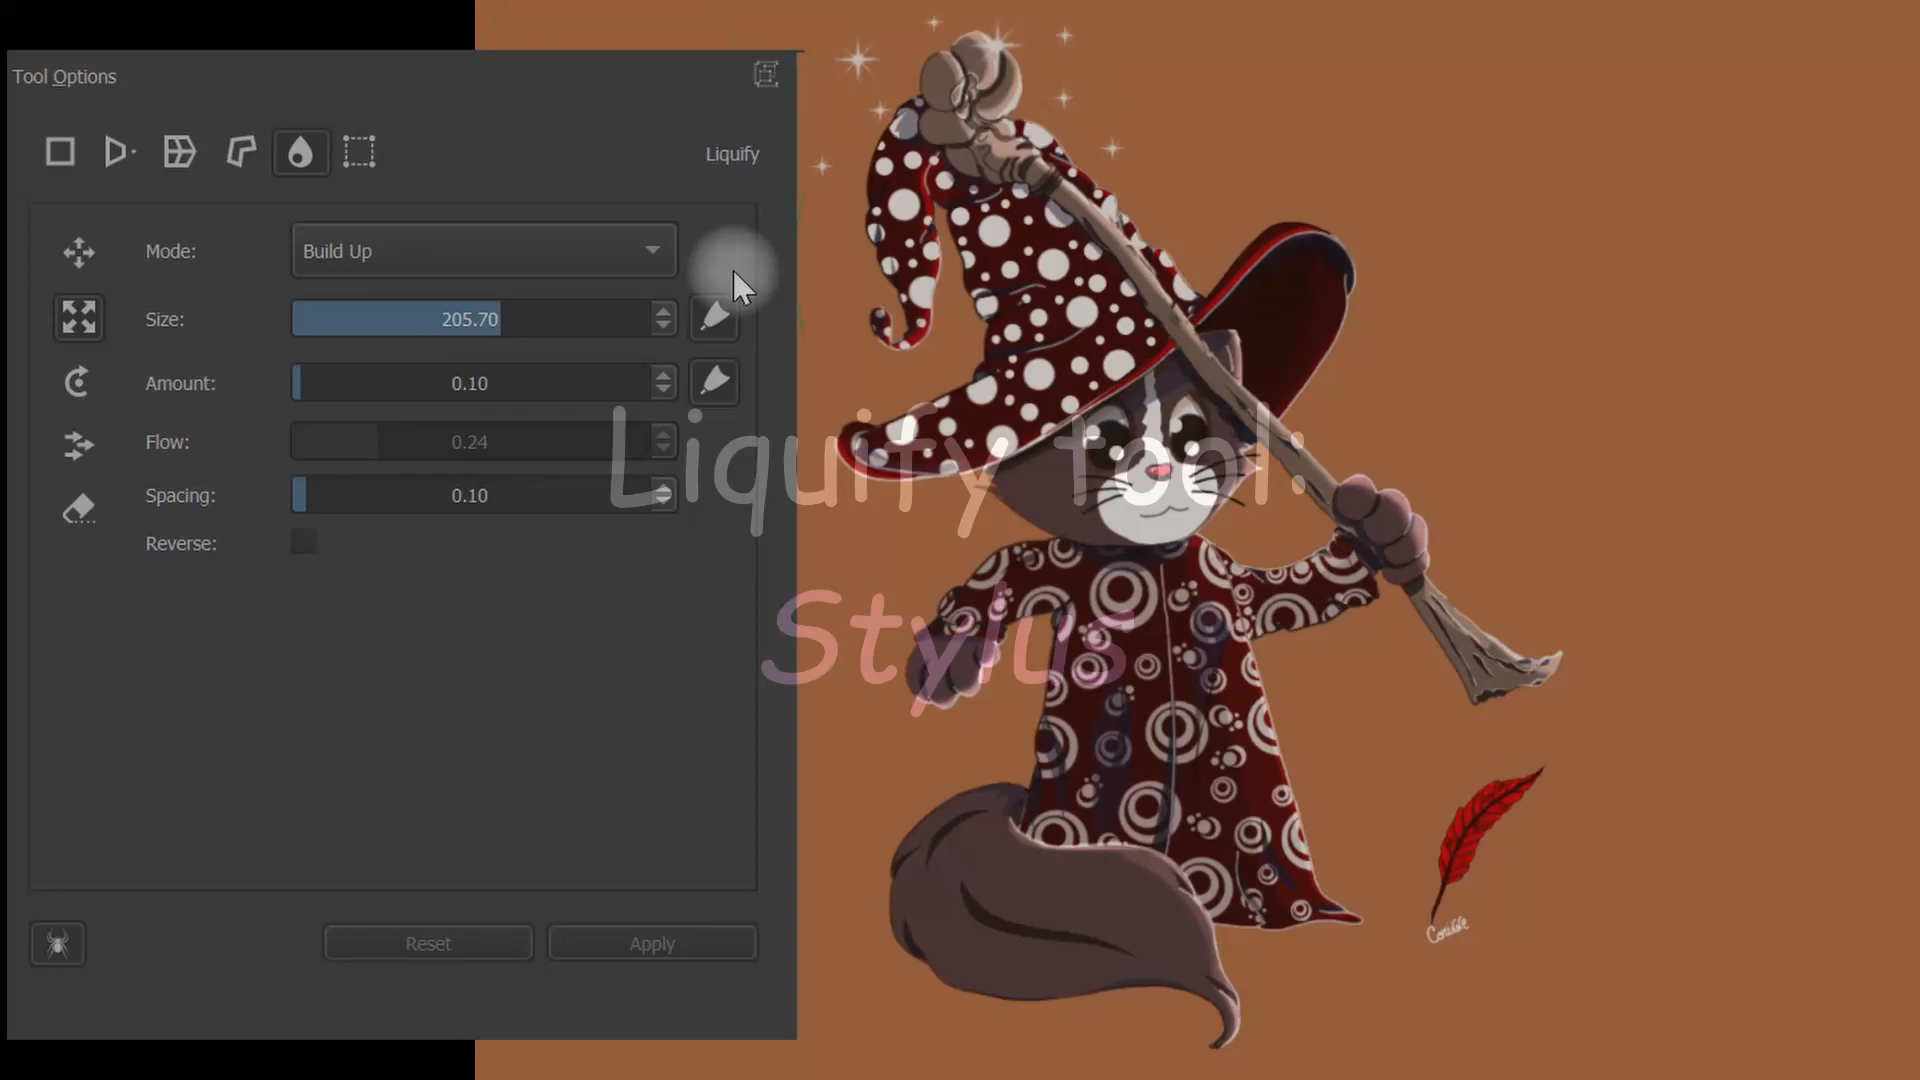 Tool Options
Liquify
Mode: Build Up
Size: 205.70
Amount: 0.10
Flow: 0.24
Spacing: 0.10
Reverse:
Liquify tool:
Stylus
Reset Apply